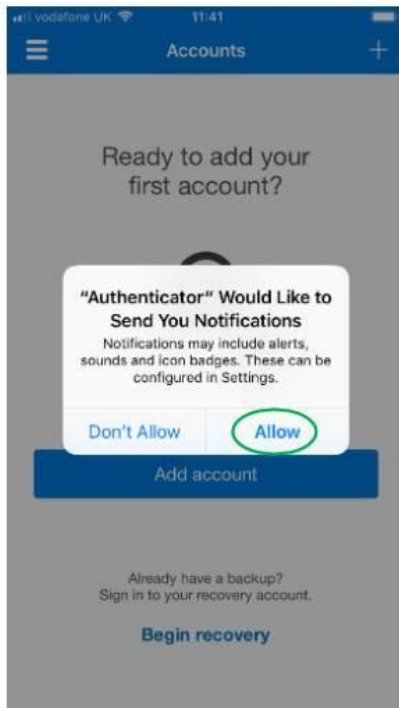 vodafone UK 11:41
Accounts
Ready to add your
first account?
"Authenticator" Would Like to
Send You Notifications
Notifications may include alerts,
sounds and icon badges. These can be
configured in Settings.
Don't Allow Allow
Add account
Already have a backup?
Sign in to your recovery account.
Begin recovery